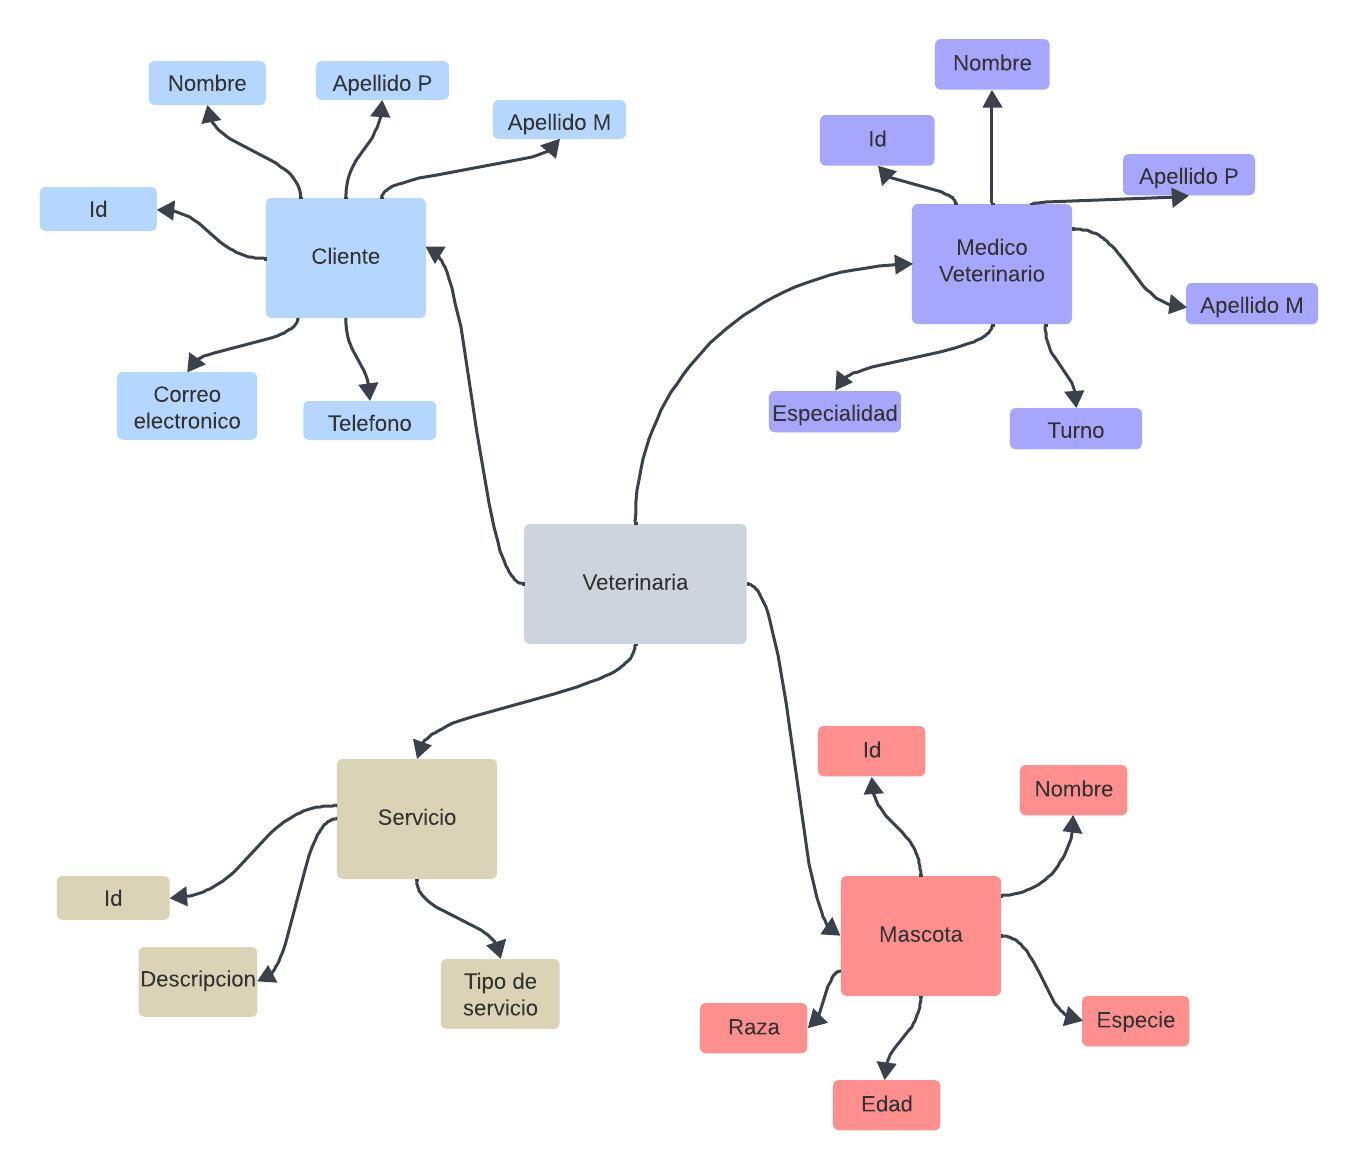 Nombre
Apellido P
Apellido M
Id
Cliente
Correo
electronico
Telefono
Nombre
Id
Apellido P
Medico
Veterinario
Apellido M
Especialidad
Turno
Veterinaria
Servicio
Id
Descripcion
Tipo de
servicio
Id
Nombre
Mascota
Raza
Especie
Edad